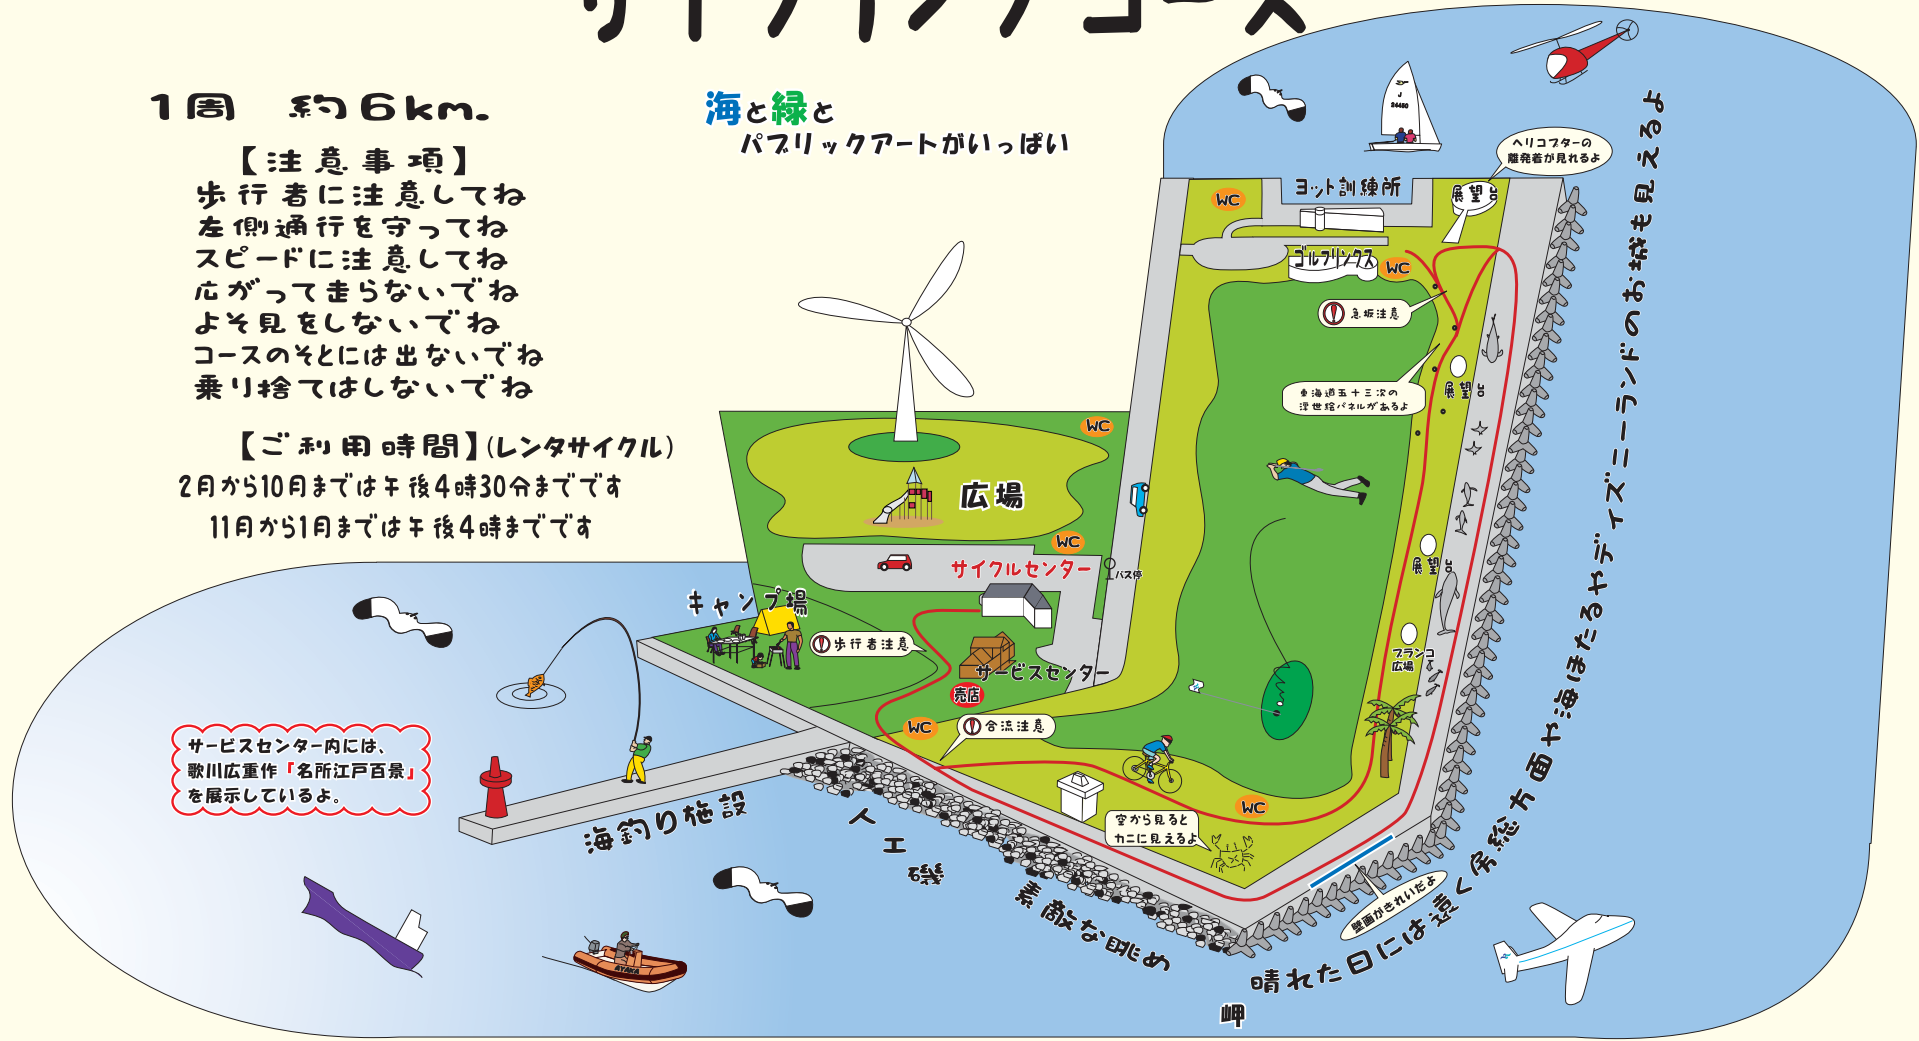 サイクリングコース
1周 約6km.
【注意事項】
歩行者に注意してね
左側通行を守ってね
スピードに注意してね
広がって走らないでね
よそ見をしないでね
コースのそとには出ないでね
乗り捨てはしないでね
【ご利用時間】(レンタサイクル)
2月から10月までは午後4時30分までです
11月から1月までは午後4時までです
海と緑と
パブリックアートがいっぱい
J
24480
ヘリコプターの
離発着が見れるよ
ヨット訓練所
展望台
WC
ゴルフリンクス
WC
急坂注意
東海道五十三次の
浮世絵パネルがあるよ
展望台
WC
広場
WC
サイクルセンター
バス停
展望台
キャンプ場
歩行者注意
サービスセンター
売店
ブランコ
広場
WC
合流注意
WC
空から見ると
カニに見えるよ
サービスセンター内には、
歌川広重作『名所江戸百景』
を展示しているよ。
海釣り施設
人工磯
素敵な眺め
壁画がきれいだよ
AYAKA
岬
晴れた日には遠く房総方面や海ほたるやディズニーランドのお城も見えるよ